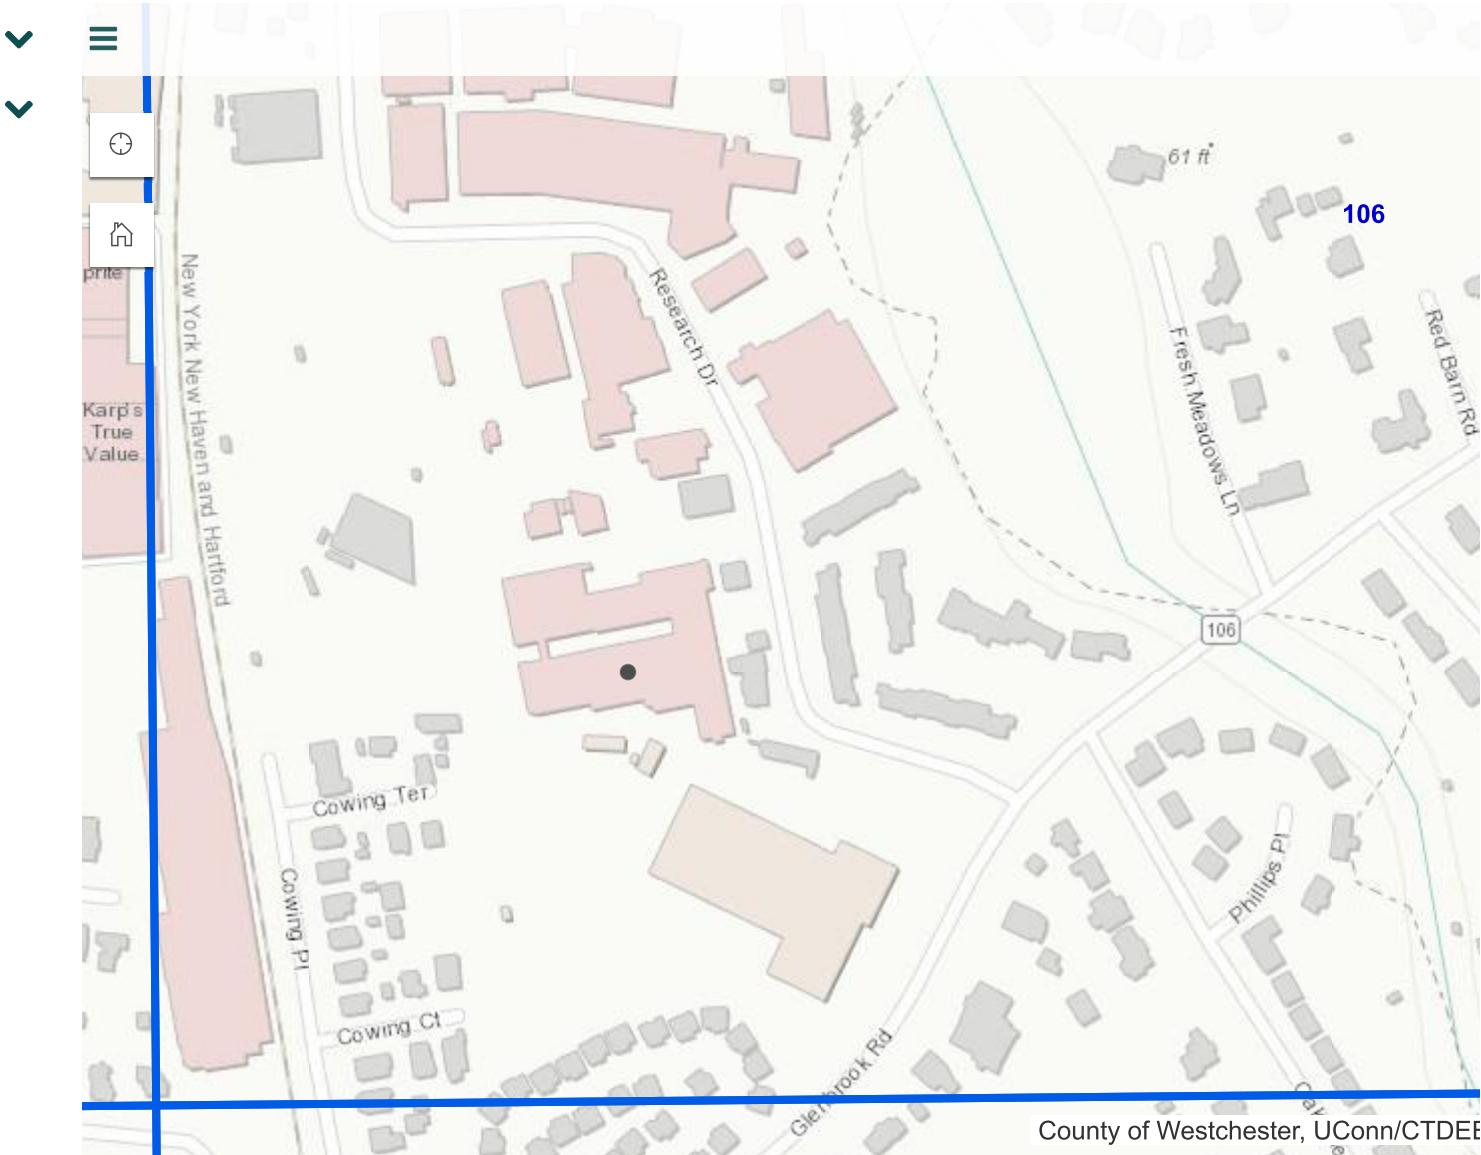 61 ft
106
prite
New York New Haven and Hartford
Research Dr
Fresh Meadows Ln
Red Barn Rd
Karp's
True
Value
106
Cowing Ter
Phillips Pl
Cowing Pl
Cowing Ct
Glenbrook Rd
County of Westchester, UConn/CTDEE